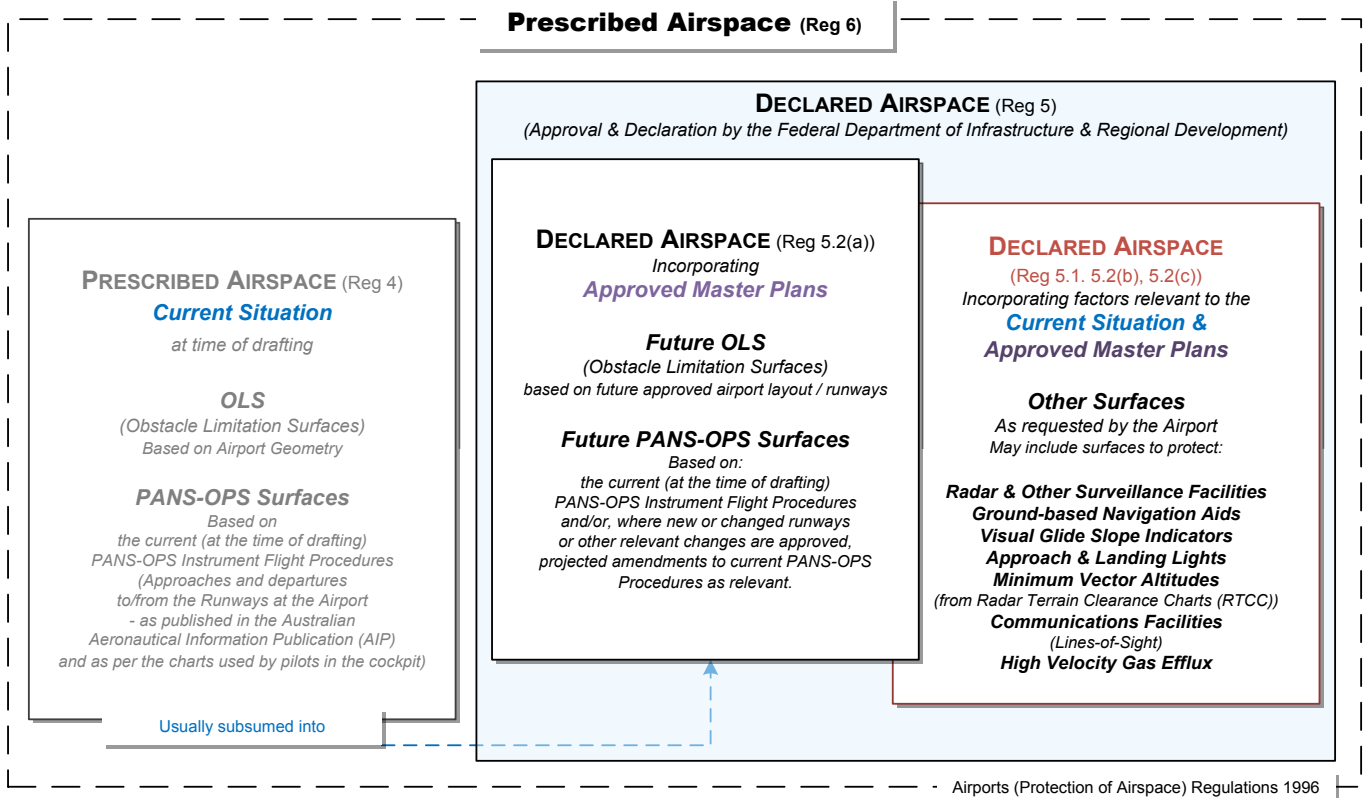 Prescribed Airspace (Reg 6)
DECLARED AIRSPACE (Reg 5)
(Approval & Declaration by the Federal Department of Infrastructure & Regional Development)
PRESCRIBED AIRSPACE (Reg 4)
Current Situation
at time of drafting
OLS
(Obstacle Limitation Surfaces)
Based on Airport Geometry
PANS-OPS Surfaces
Based on
the current (at the time of drafting)
PANS-OPS Instrument Flight Procedures
(Approaches and departures
to/from the Runways at the Airport
- as published in the Australian
Aeronautical Information Publication (AIP)
and as per the charts used by pilots in the cockpit)
Usually subsumed into
DECLARED AIRSPACE (Reg 5.2(a))
Incorporating
Approved Master Plans
Future OLS
(Obstacle Limitation Surfaces)
based on future approved airport layout / runways
Future PANS-OPS Surfaces
Based on:
the current (at the time of drafting)
PANS-OPS Instrument Flight Procedures
and/or, where new or changed runways
or other relevant changes are approved,
projected amendments to current PANS-OPS
Procedures as relevant.
DECLARED AIRSPACE
(Reg 5.1. 5.2(b), 5.2(c))
Incorporating factors relevant to the
Current Situation &
Approved Master Plans
Other Surfaces
As requested by the Airport
May include surfaces to protect:
Radar & Other Surveillance Facilities
Ground-based Navigation Aids
Visual Glide Slope Indicators
Approach & Landing Lights
Minimum Vector Altitudes
(from Radar Terrain Clearance Charts (RTCC))
Communications Facilities
(Lines-of-Sight)
High Velocity Gas Efflux
Airports (Protection of Airspace) Regulations 1996